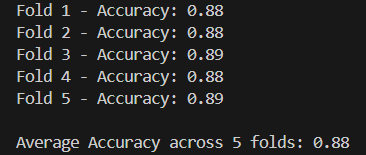 Fold 1 - Accuracy: 0.88
Fold 2 - Accuracy: 0.88
Fold 3 - Accuracy: 0.89
Fold 4 - Accuracy: 0.88
Fold 5 - Accuracy: 0.89
Average Accuracy across 5 folds: 0.88